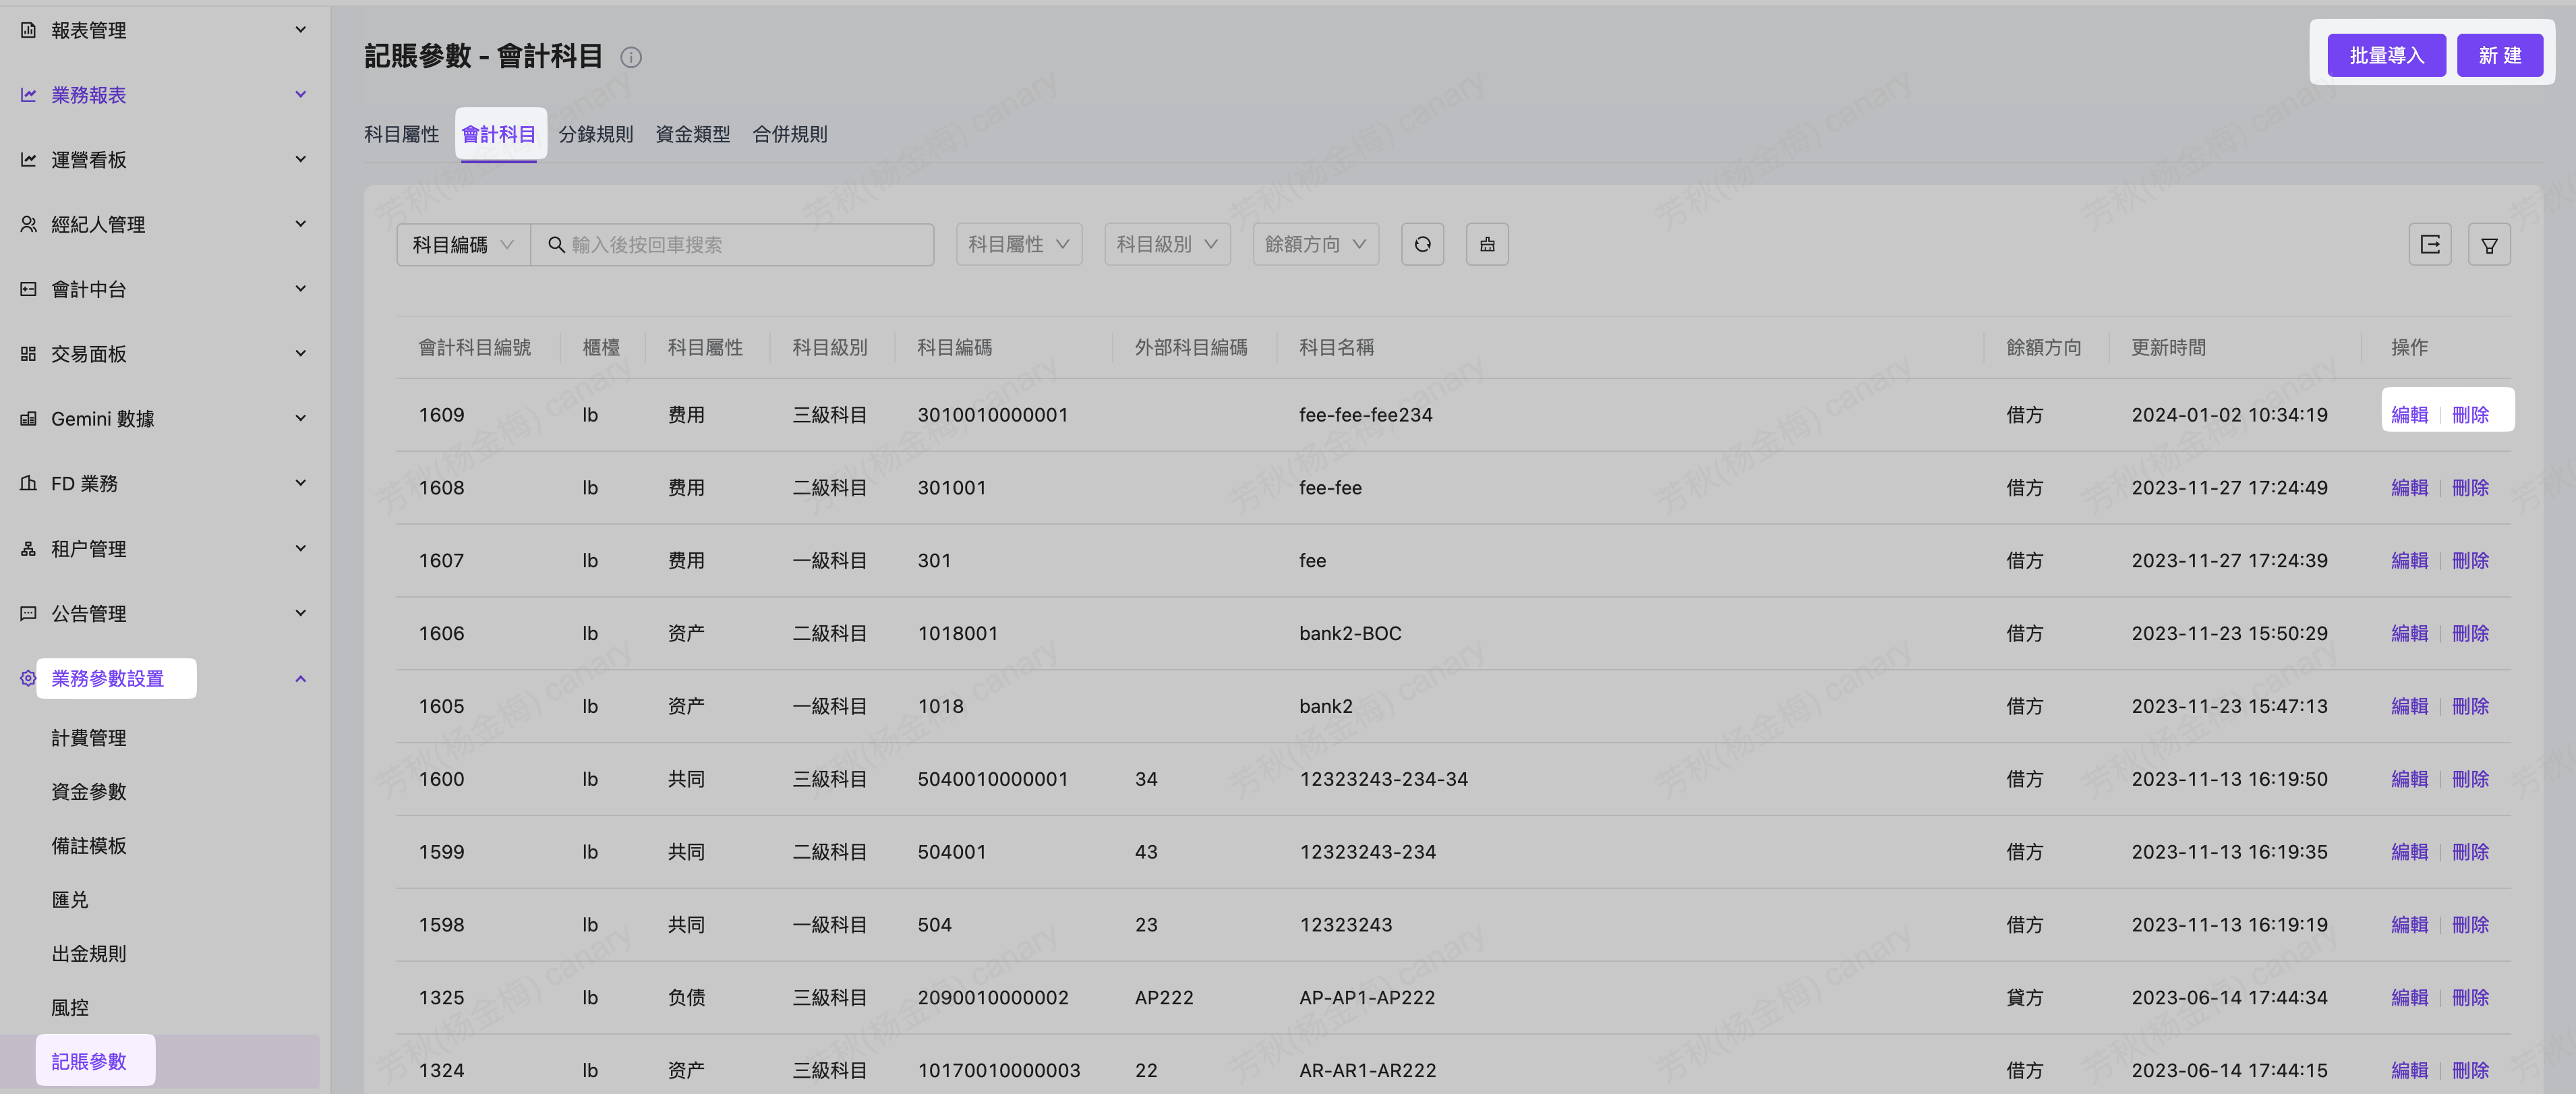 報表管理
業務報表
運營看板
經紀人管理
會計中台
交易面板
Gemini 數據
FD 業務
租户管理
公告管理
業務參數設置
計費管理
資金參數
備註模板
匯兑
出金規則
風控
記賬參數
記賬參數 - 會計科目
批量導入 新 建
科目屬性 會計科目 分錄規則 資金類型 合併規則
科目編碼 輸入後按回車搜索 科目屬性 科目級別 餘額方向
會計科目編號 櫃檯 科目屬性 科目級別 科目編碼 外部科目編碼 科目名稱 餘額方向 更新時間 操作
1609 lb 费用 三級科目 3010010000001 fee-fee-fee234 借方 2024-01-02 10:34:19 編輯 刪除
1608 lb 费用 二級科目 301001 fee-fee 借方 2023-11-27 17:24:49 編輯 刪除
1607 lb 费用 一級科目 301 fee 借方 2023-11-27 17:24:39 編輯 刪除
1606 lb 资产 二級科目 1018001 bank2-BOC 借方 2023-11-23 15:50:29 編輯 刪除
1605 lb 资产 一級科目 1018 bank2 借方 2023-11-23 15:47:13 編輯 刪除
1600 lb 共同 三級科目 5040010000001 34 12323243-234-34 借方 2023-11-13 16:19:50 編輯 刪除
1599 lb 共同 二級科目 504001 43 12323243-234 借方 2023-11-13 16:19:35 編輯 刪除
1598 lb 共同 一級科目 504 23 12323243 借方 2023-11-13 16:19:19 編輯 刪除
1325 lb 负债 三級科目 2090010000002 AP222 AP-AP1-AP222 貸方 2023-06-14 17:44:34 編輯 刪除
1324 lb 资产 三級科目 10170010000003 22 AR-AR1-AR222 借方 2023-06-14 17:44:15 編輯 刪除
芳秋(杨金梅) canary